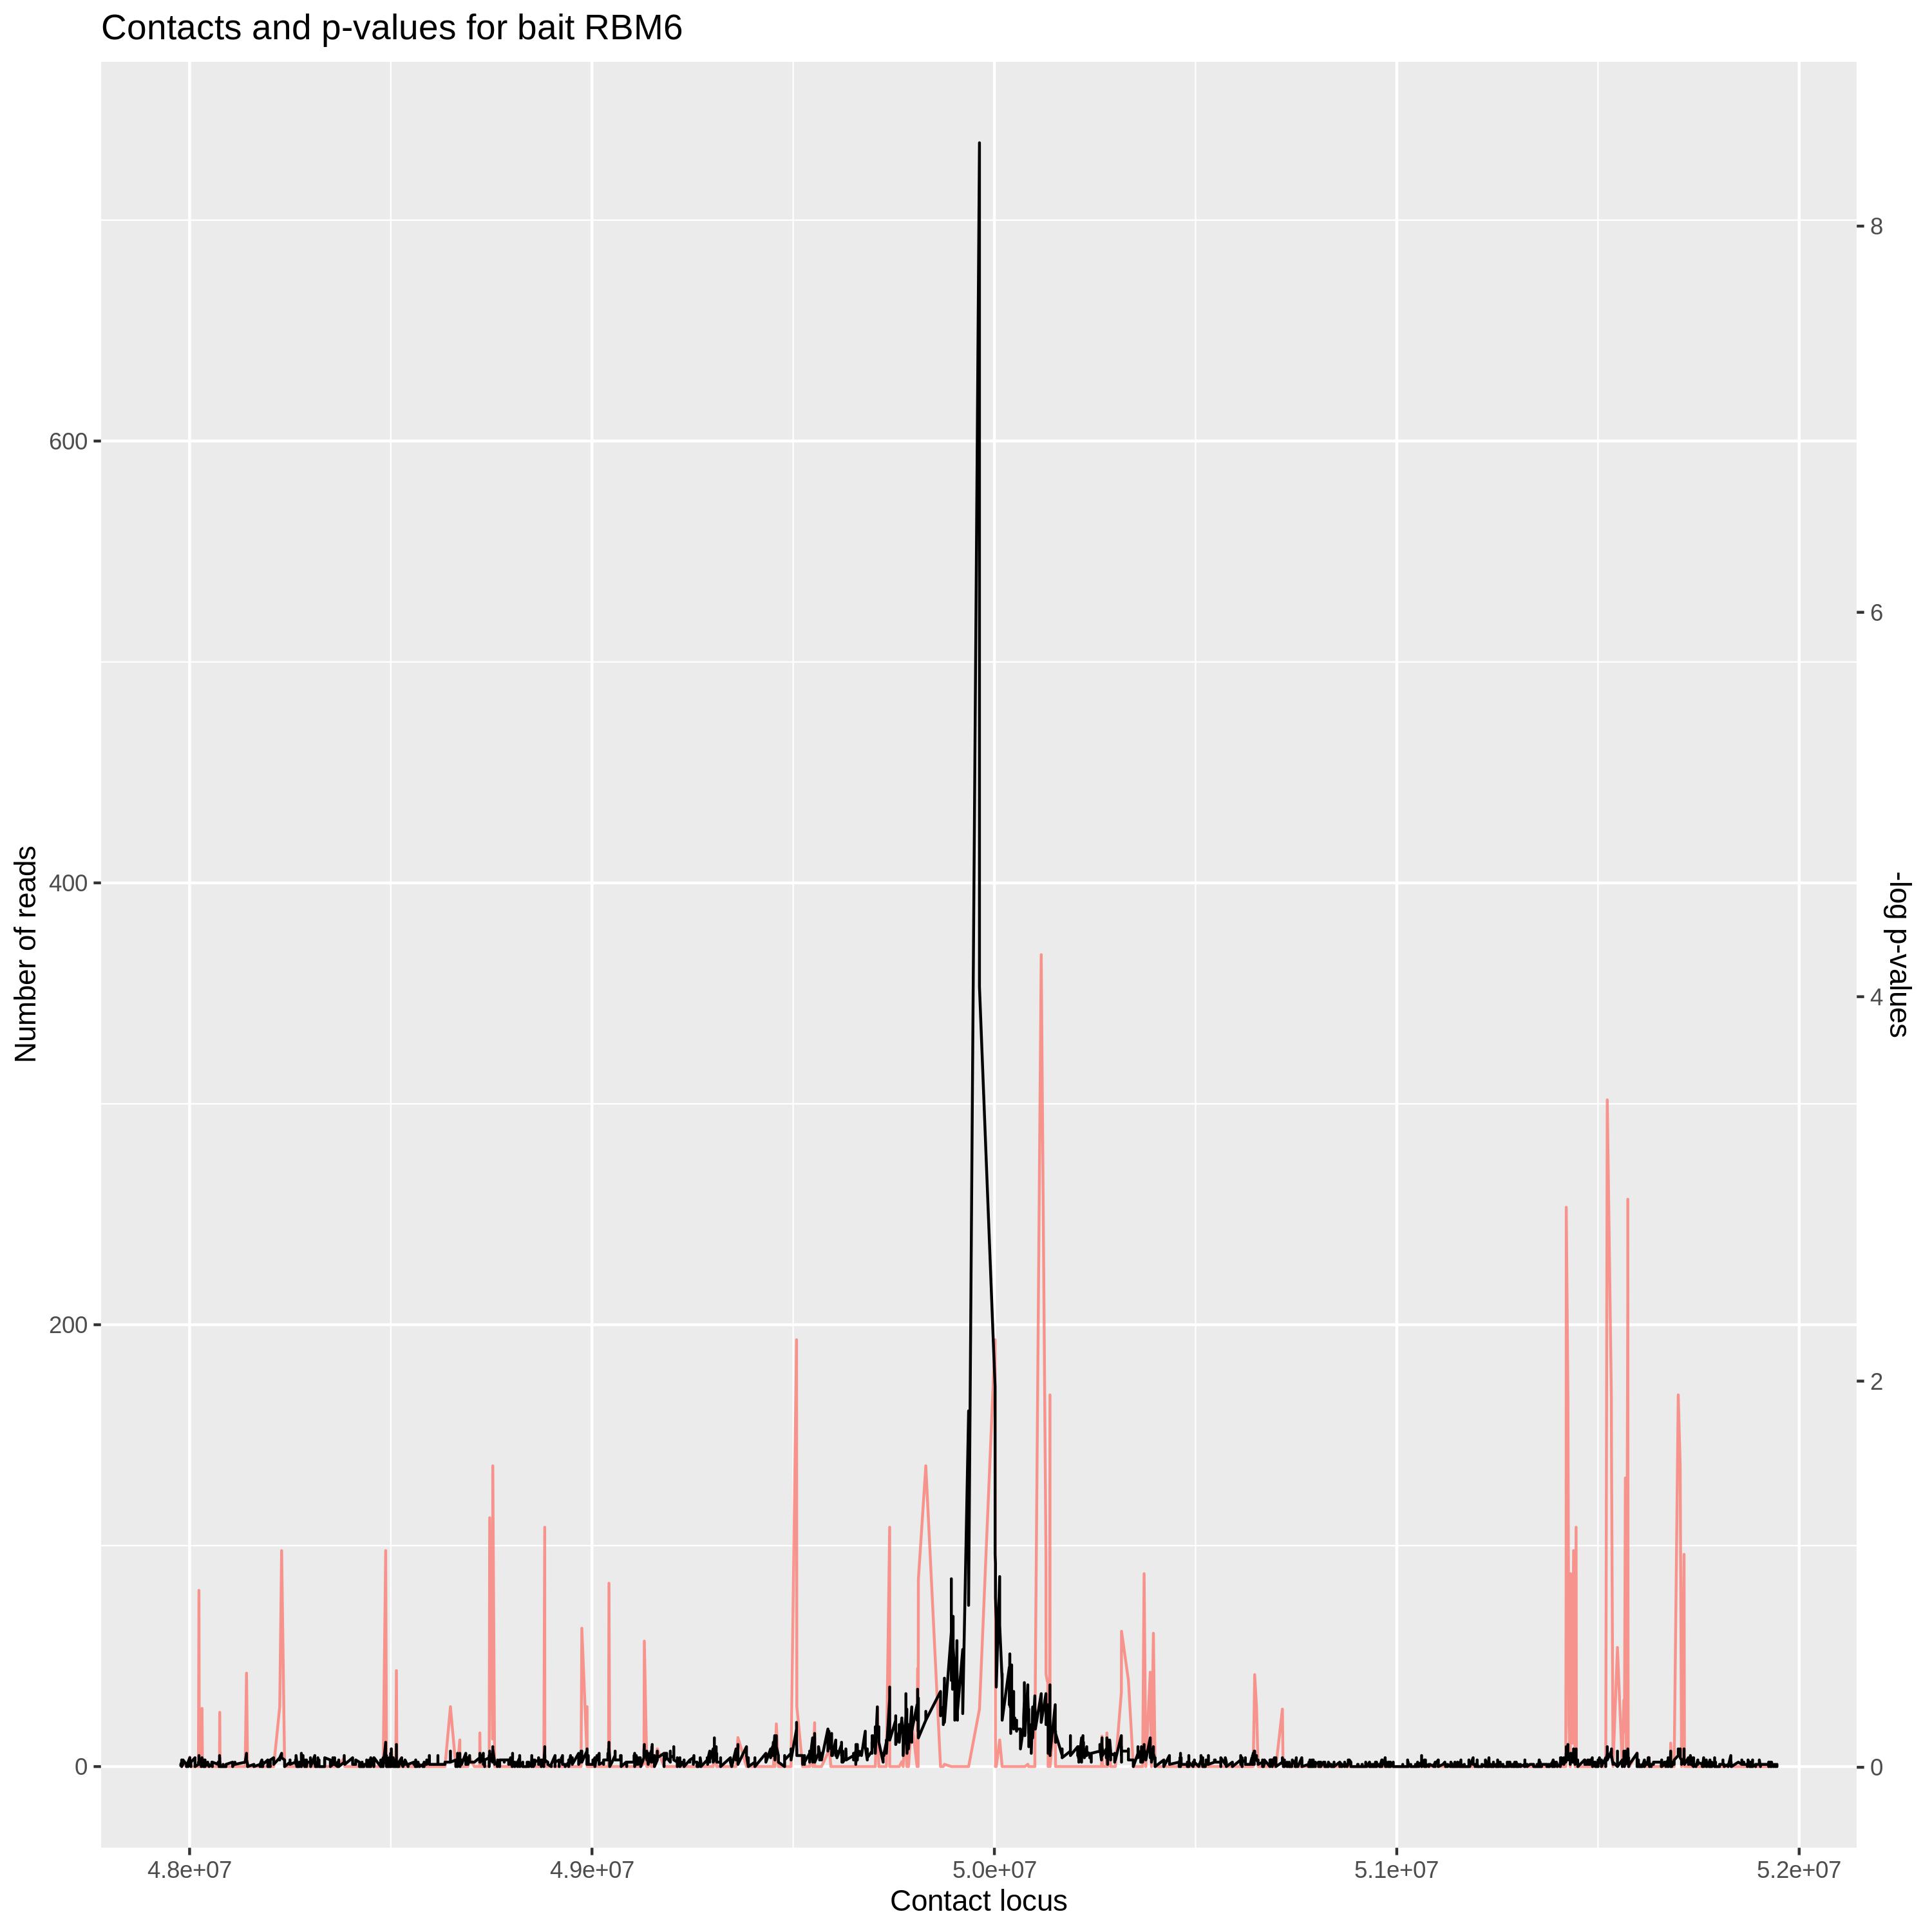 Contacts and p-values for bait RBM6
Number of reads
600
400
200
0
8
6
4
2
0
-log p-values
4.8e+07 4.9e+07 5.0e+07 5.1e+07 5.2e+07
Contact locus